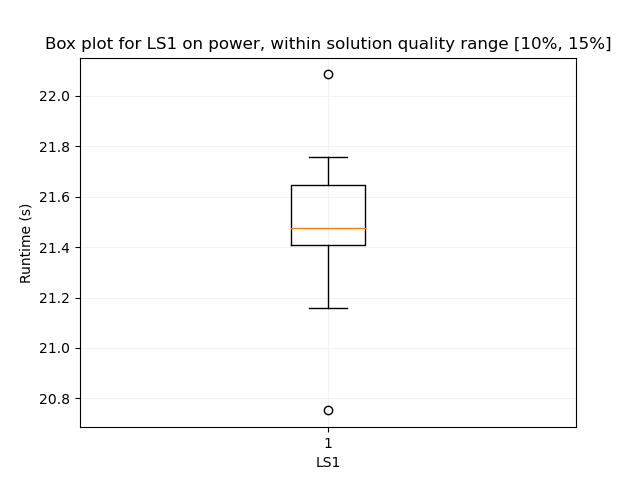 Box plot for LS1 on power, within solution quality range [10%, 15%]
22.0
21.8
21.6
21.4
21.2
21.0
20.8
Runtime (s)
1
LS1